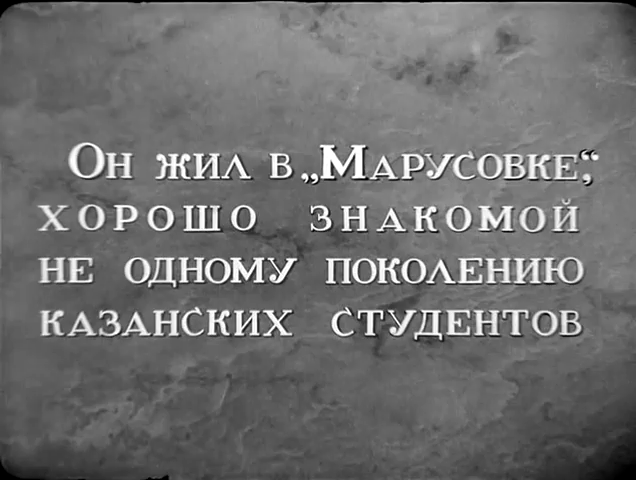 Он жил в „Марусовке“,
хорошо знакомой
не одному поколению
казанских студентов